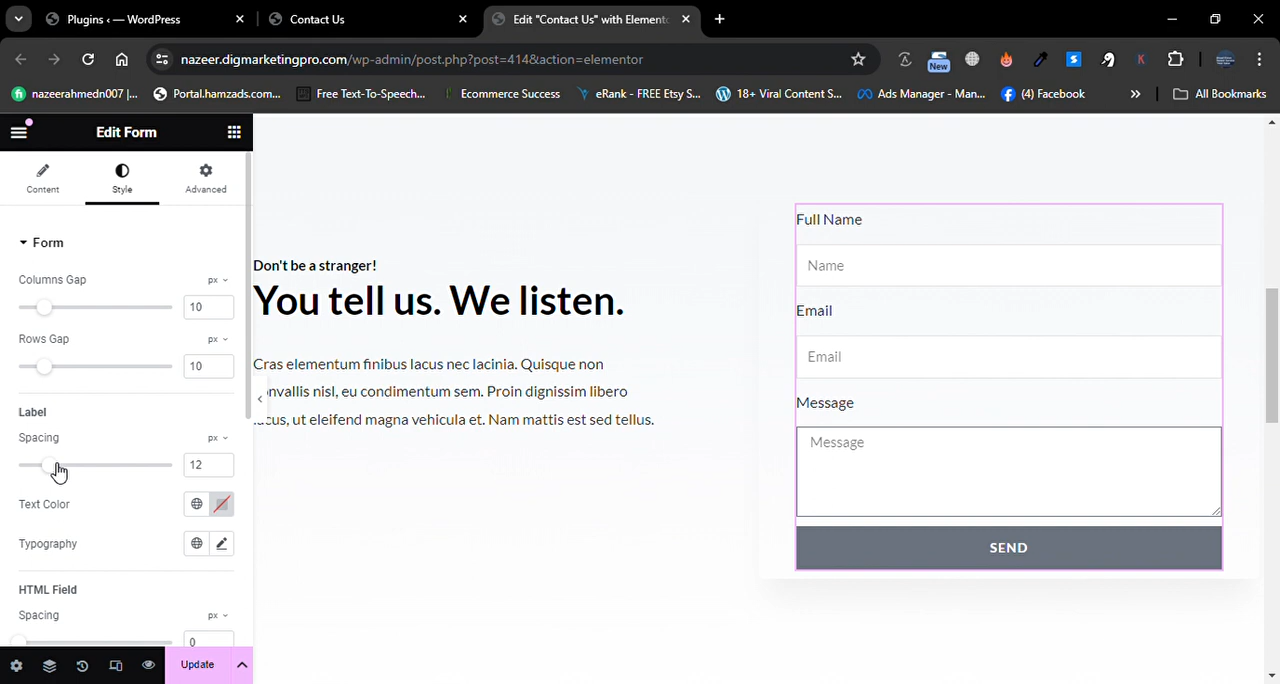 Plugins ‹ — WordPress
Contact Us
Edit "Contact Us" with Elemento
nazeer.digmarketingpro.com/wp-admin/post.php?post=414&action=elementor
New
nazeerahmedn007 |...
Portal.hamzads.com...
Free Text-To-Speech...
Ecommerce Success
eRank - FREE Etsy S...
18+ Viral Content S...
Ads Manager - Man...
(4) Facebook
All Bookmarks
Edit Form
Content
Style
Advanced
Form
Columns Gap
px
10
Rows Gap
px
10
Label
Spacing
px
12
Text Color
Typography
HTML Field
Spacing
px
0
Update
Don't be a stranger!
You tell us. We listen.
Cras elementum finibus lacus nec lacinia. Quisque non
onvallis nisl, eu condimentum sem. Proin dignissim libero
ucus, ut eleifend magna vehicula et. Nam mattis est sed tellus.
Full Name
Name
Email
Email
Message
Message
SEND